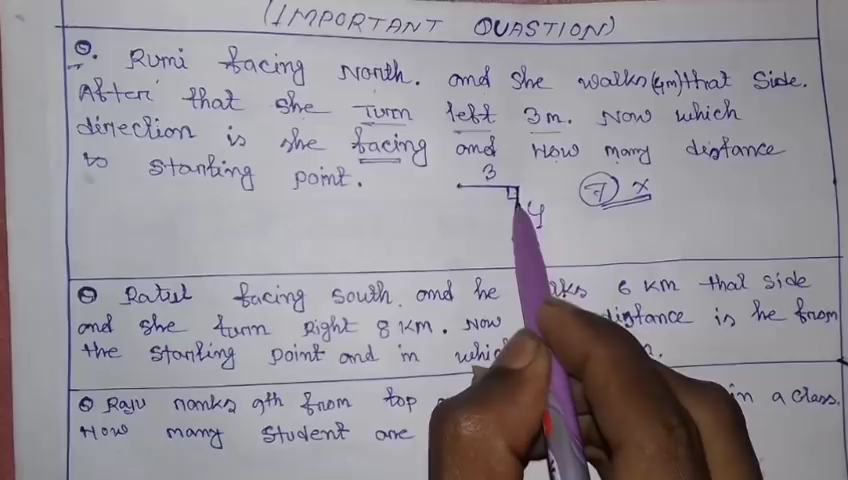 (IMPORTANT QUASTION)
Q. Rumi facing North. and she walks (4m) that side.
After that she Turn left 3m. Now which
direction is she facing and How many distance
to starting point.
3
4
7 x
Q Ratul facing south. and he 6 KM that side
and she turn right 8 KM. Now distance is he from
the starting point and in
Q Raju ranks 9th from top in a class.
How many student are